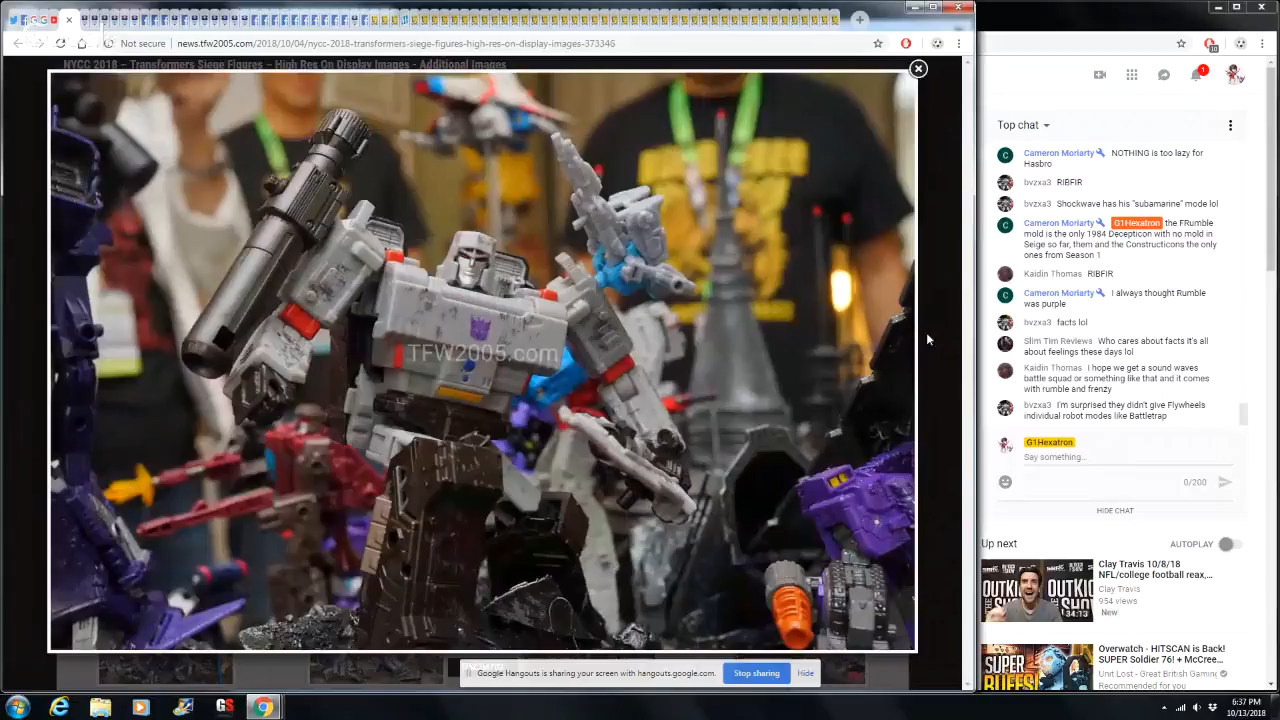 Not secure
news.tfw2005.com/2018/10/04/nycc-2018-transformers-siege-figures-high-res-on-display-images-373346
NYCC 2018 – Transformers Siege Figures – High Res On Display Images - Additional Images
TFW2005.com
Google Hangouts is sharing your screen with hangouts.google.com.
Stop sharing
Hide
10
1
Top chat
Cameron Moriarty NOTHING is too lazy for
Hasbro
bvzxa3 RIBFIR
bvzxa3 Shockwave has his "submarine" mode lol
Cameron Moriarty G1Hexatron the FRumble
mold is the only 1984 Decepticon with no mold in
Seige so far, them and the Constructicons the only
ones from Season 1
Kaidin Thomas RIBFIR
Cameron Moriarty I always thought Rumble
was purple
bvzxa3 facts lol
Slim Tim Reviews Who cares about facts it's all
about feelings these days lol
Kaidin Thomas I hope we get a sound waves
battle squad or something like that and it comes
with rumble and frenzy
bvzxa3 I'm surprised they didn't give Flywheels
individual robot modes like Battletrap
G1Hexatron
Say something...
0/200
HIDE CHAT
Up next
AUTOPLAY
Clay Travis 10/8/18
NFL/college football reax,...
Clay Travis
954 views
New
34:13
Overwatch - HITSCAN is Back!
SUPER Soldier 76! + McCree...
Unit Lost - Great British Gaming
Recommended for you
SUPER
BUFFS!
GS
6:37 PM
10/13/2018